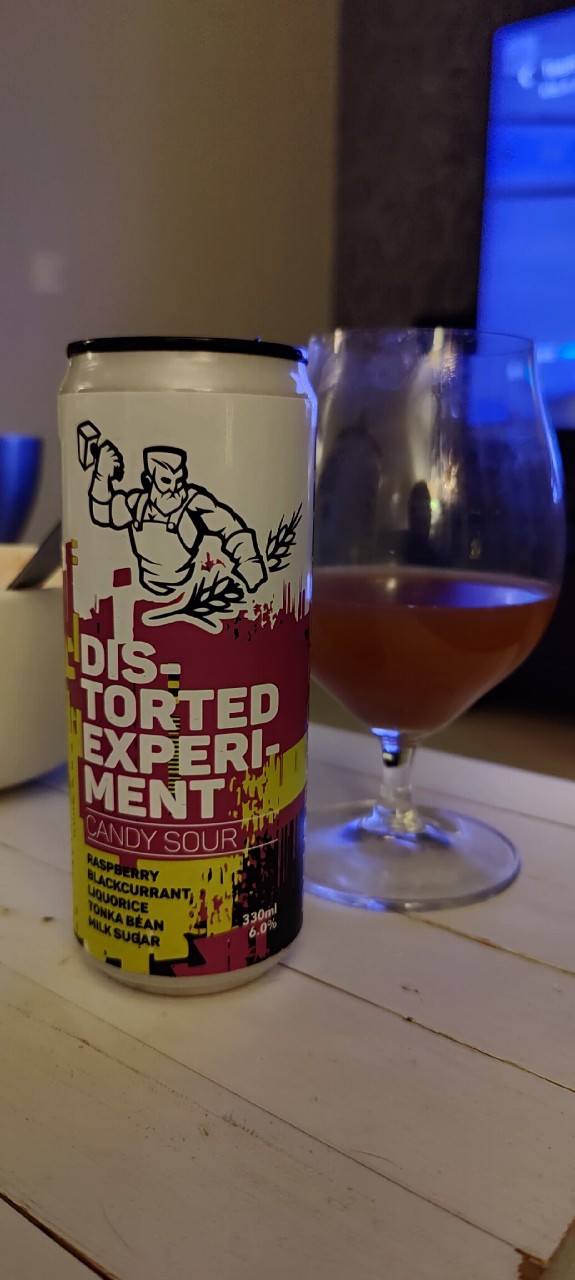 DIS-
TORTED
EXPERI-
MENT
CANDY SOUR
RASPBERRY
BLACKCURRANT
LIQUORICE
TONKA BEAN
MILK SUGAR
330ml
6.0%